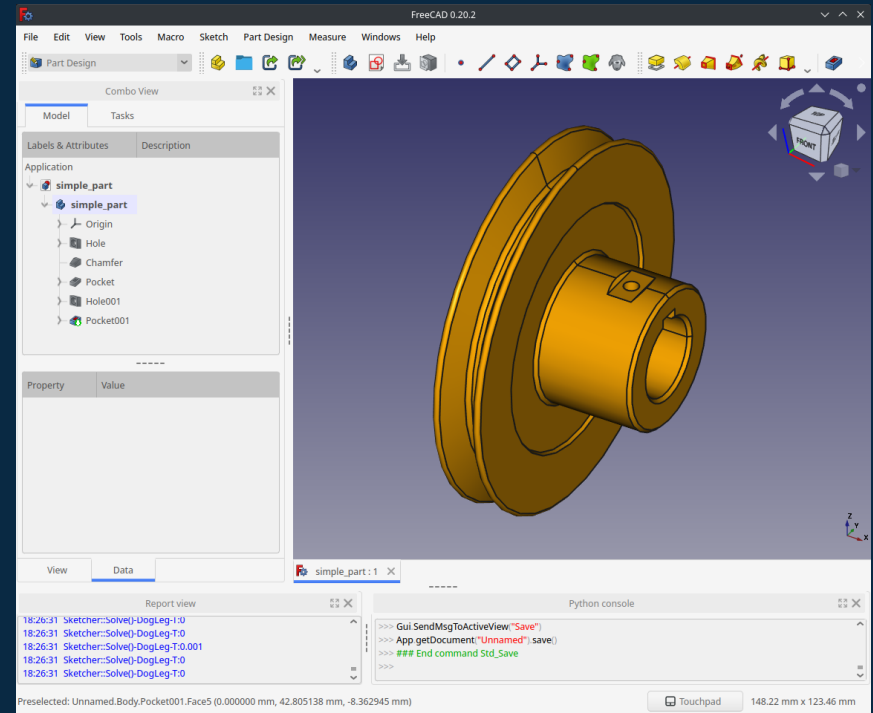 FreeCAD 0.20.2
File Edit View Tools Macro Sketch Part Design Measure Windows Help
Part Design
Combo View
Model Tasks
Labels & Attributes Description
Application
simple_part
simple_part
Origin
Hole
Chamfer
Pocket
Hole001
Pocket001
Property Value
View Data
TOP
FRONT
Z
Y
X
simple_part : 1
Report view
18:26:31 Sketcher::Solve()-DogLeg-T:0
18:26:31 Sketcher::Solve()-DogLeg-T:0
18:26:31 Sketcher::Solve()-DogLeg-T:0.001
18:26:31 Sketcher::Solve()-DogLeg-T:0
18:26:31 Sketcher::Solve()-DogLeg-T:0
Python console
>>> Gui.SendMsgToActiveView("Save")
>>> App.getDocument("Unnamed").save()
>>> ### End command Std_Save
>>>
Preselected: Unnamed.Body.Pocket001.Face5 (0.000000 mm, 42.805138 mm, -8.362945 mm)
Touchpad
148.22 mm x 123.46 mm